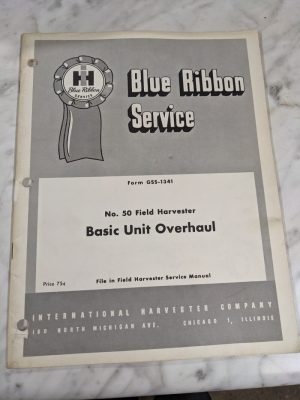 IH
Blue Ribbon
SERVICE
Blue Ribbon
Service
Form GSS-1341
No. 50 Field Harvester
Basic Unit Overhaul
Price 75¢
File in Field Harvester Service Manual
INTERNATIONAL HARVESTER COMPANY
180 NORTH MICHIGAN AVE. CHICAGO 1, ILLINOIS